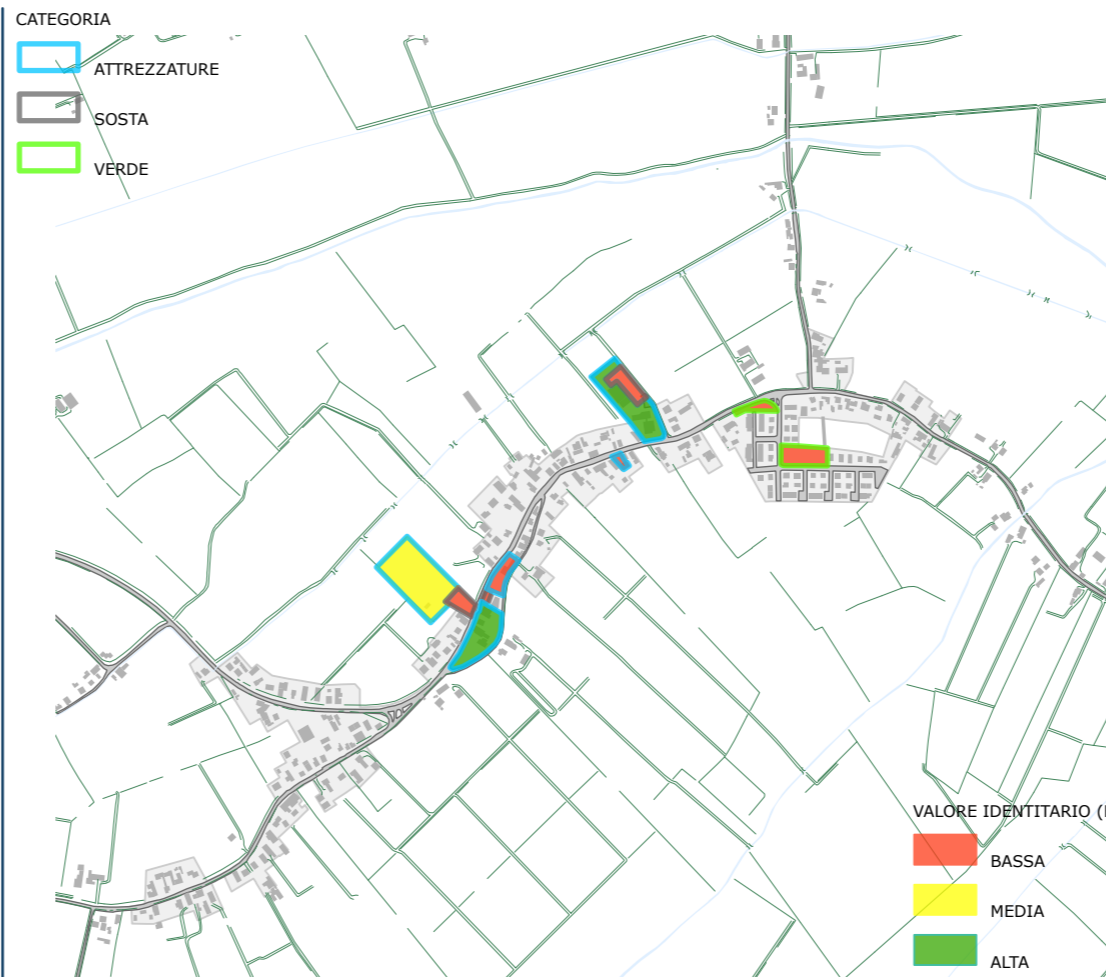 CATEGORIA
ATTREZZATURE
SOSTA
VERDE
VALORE IDENTITARIO (
BASSA
MEDIA
ALTA